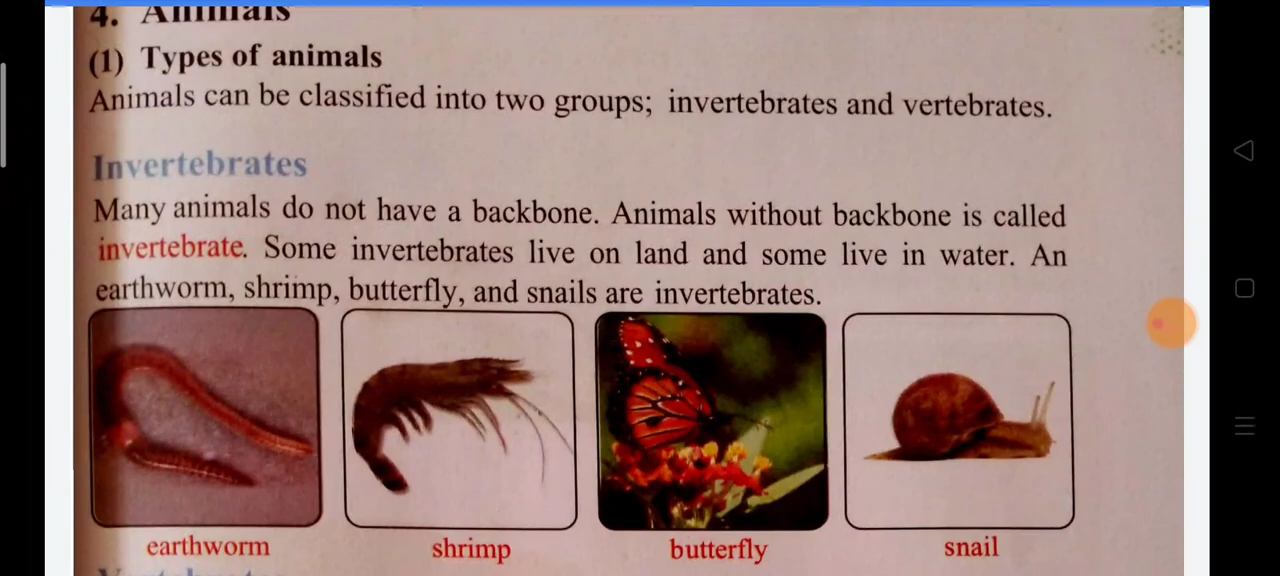 4. Animals
(1) Types of animals
Animals can be classified into two groups; invertebrates and vertebrates.
Invertebrates
Many animals do not have a backbone. Animals without backbone is called
invertebrate. Some invertebrates live on land and some live in water. An
earthworm, shrimp, butterfly, and snails are invertebrates.
earthworm shrimp butterfly snail